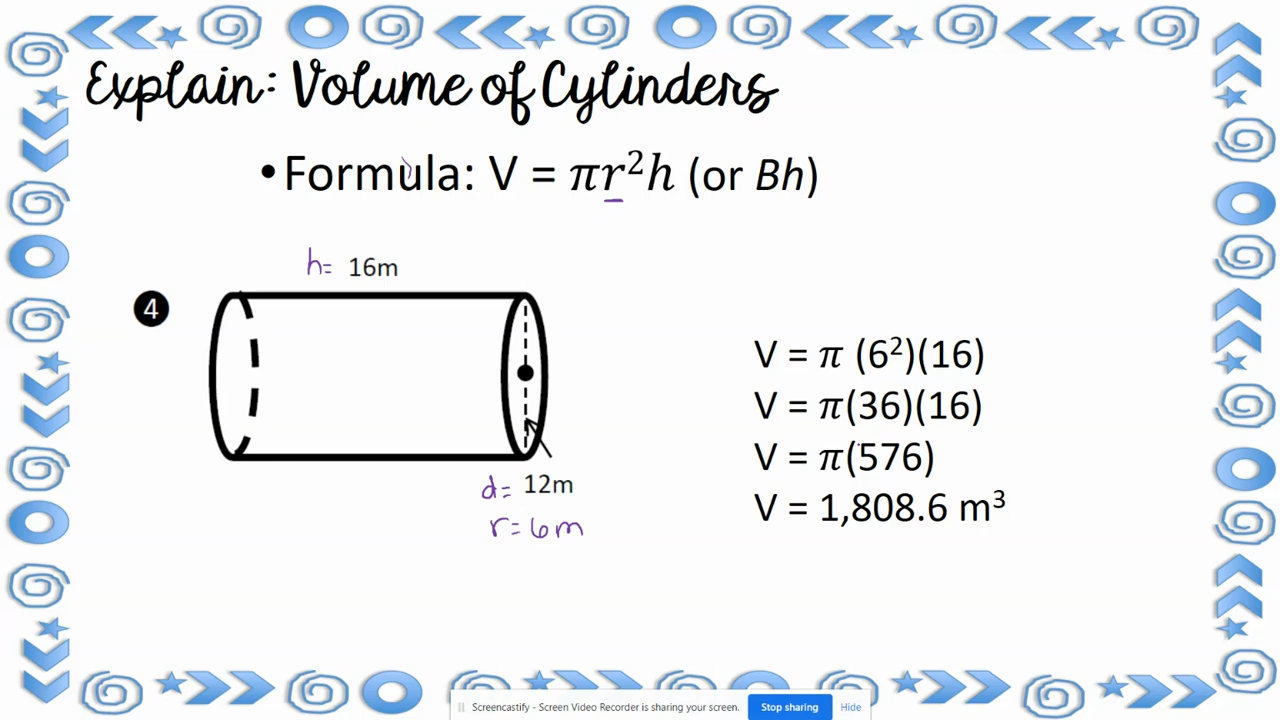 Explain: Volume of Cylinders
•Formula: V = πr²h (or Bh)
h= 16m
4
V = π (6²)(16)
V = π(36)(16)
V = π(576)
d= 12m
V = 1,808.6 m³
r=6m
Screencastify - Screen Video Recorder is sharing your screen. Stop sharing Hide